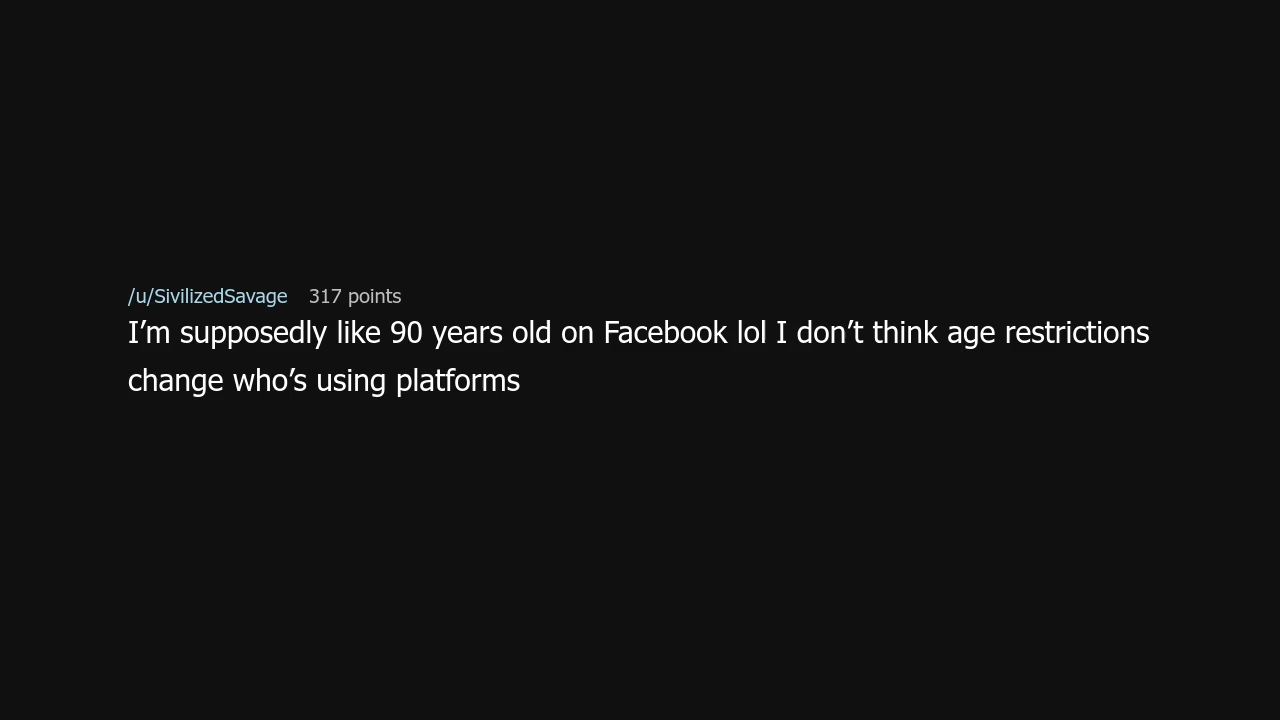 /u/SivilizedSavage 317 points
I’m supposedly like 90 years old on Facebook lol I don’t think age restrictions
change who’s using platforms